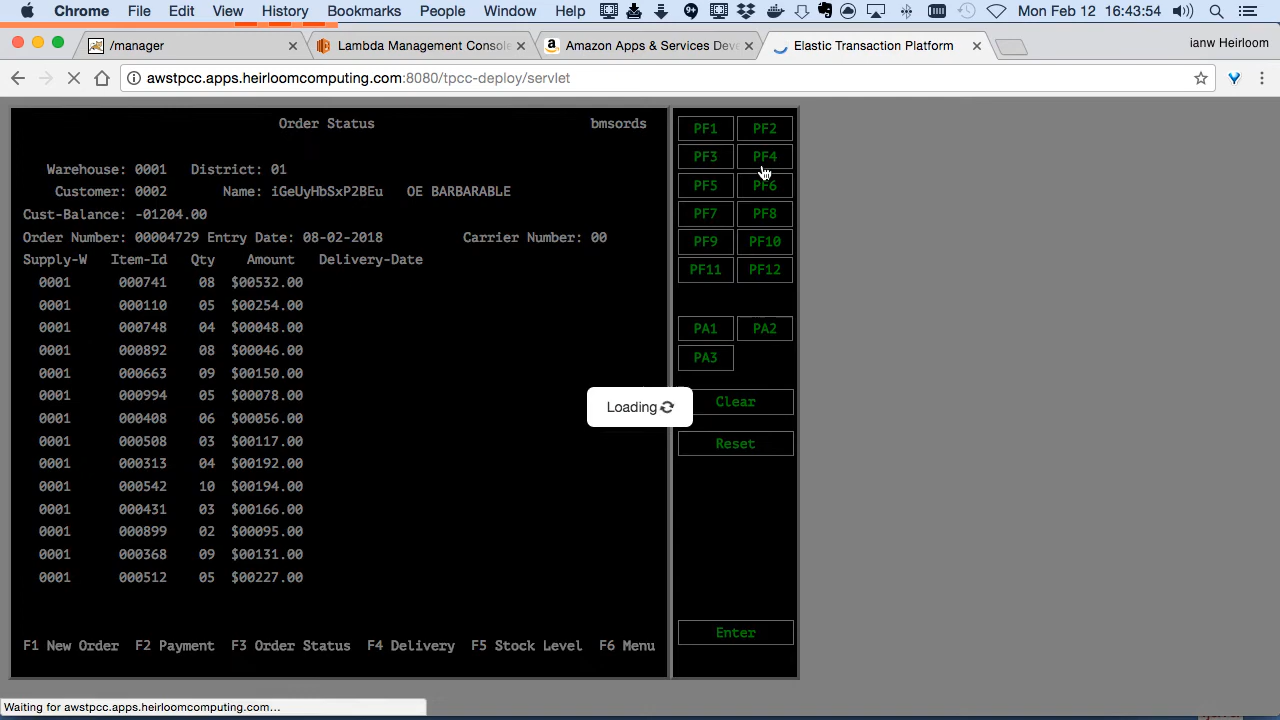 Chrome File Edit View History Bookmarks People Window Help Mon Feb 12 16:43:54
/manager Lambda Management Console Amazon Apps & Services Deve Elastic Transaction Platform ianw Heirloom
awstpcc.apps.heirloomcomputing.com:8080/tpcc-deploy/servlet
Order Status bmsords
Warehouse: 0001 District: 01
Customer: 0002 Name: iGeUyHbSxP2BEu OE BARBARABLE
Cust-Balance: -01204.00
Order Number: 00004729 Entry Date: 08-02-2018 Carrier Number: 00
Supply-W Item-Id Qty Amount Delivery-Date
0001 000741 08 $00532.00
0001 000110 05 $00254.00
0001 000748 04 $00048.00
0001 000892 08 $00046.00
0001 000663 09 $00150.00
0001 000994 05 $00078.00
0001 000408 06 $00056.00
0001 000508 03 $00117.00
0001 000313 04 $00192.00
0001 000542 10 $00194.00
0001 000431 03 $00166.00
0001 000899 02 $00095.00
0001 000368 09 $00131.00
0001 000512 05 $00227.00
F1 New Order F2 Payment F3 Order Status F4 Delivery F5 Stock Level F6 Menu
Loading
PF1 PF2
PF3 PF4
PF5 PF6
PF7 PF8
PF9 PF10
PF11 PF12
PA1 PA2
PA3
Clear
Reset
Enter
Waiting for awstpcc.apps.heirloomcomputing.com...